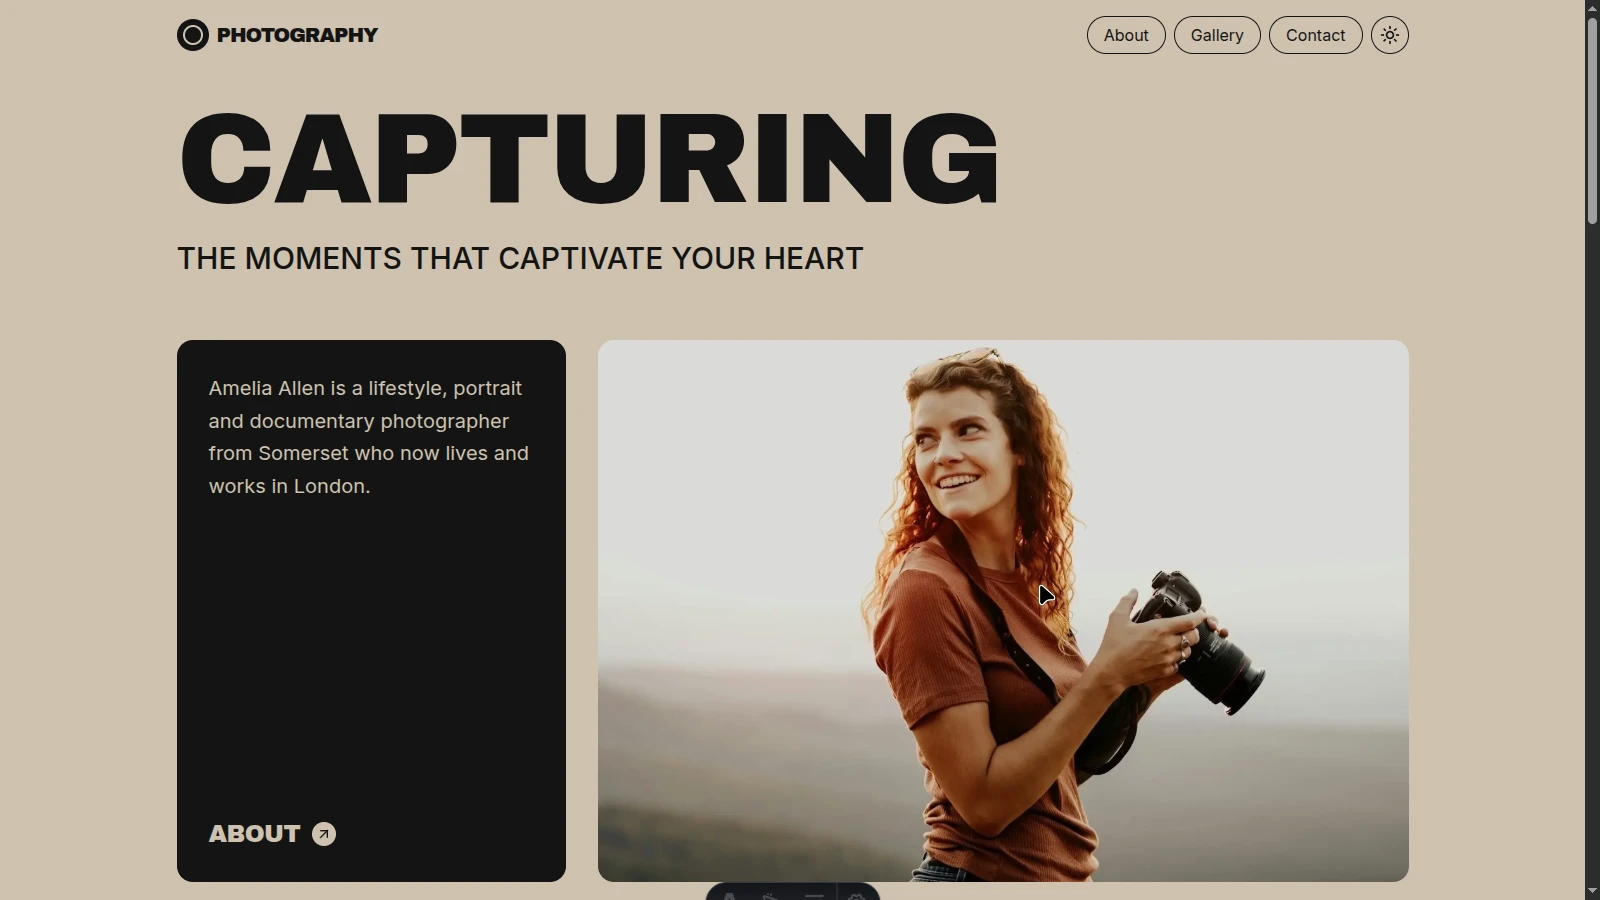 PHOTOGRAPHY
About
Gallery
Contact
CAPTURING
THE MOMENTS THAT CAPTIVATE YOUR HEART
Amelia Allen is a lifestyle, portrait
and documentary photographer
from Somerset who now lives and
works in London.
ABOUT